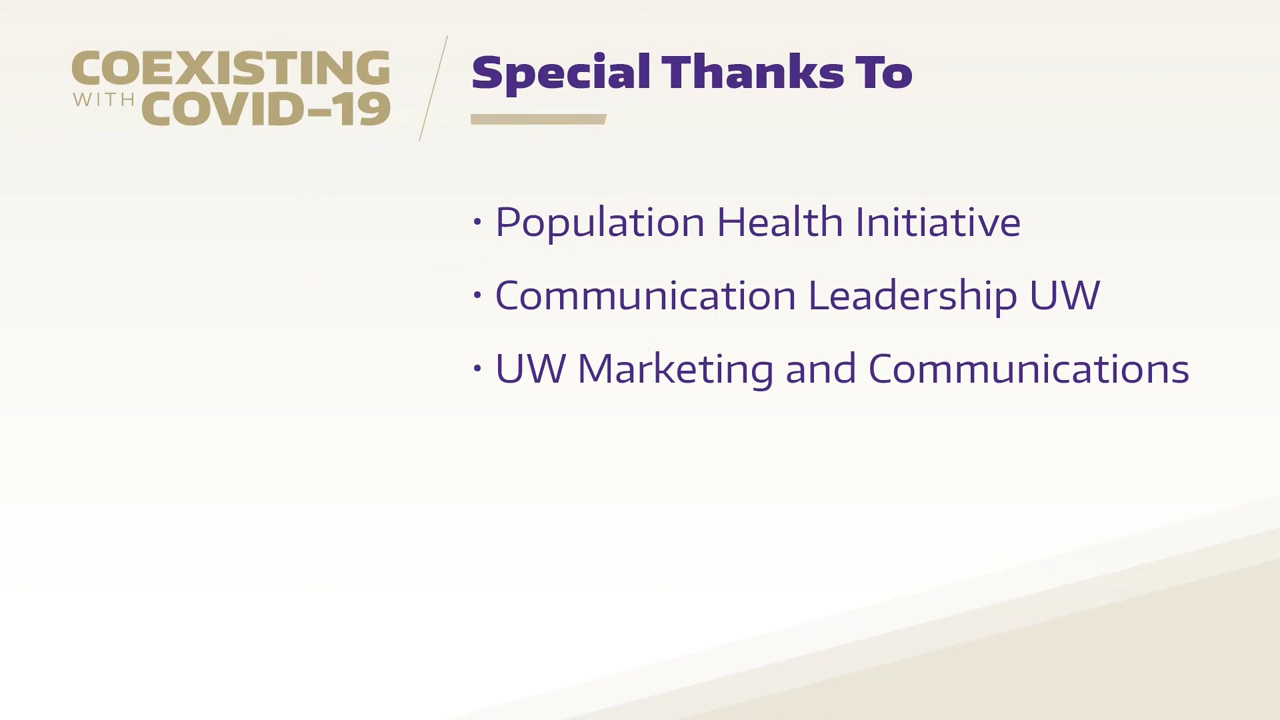 COEXISTING
WITH COVID-19
Special Thanks To
• Population Health Initiative
• Communication Leadership UW
• UW Marketing and Communications